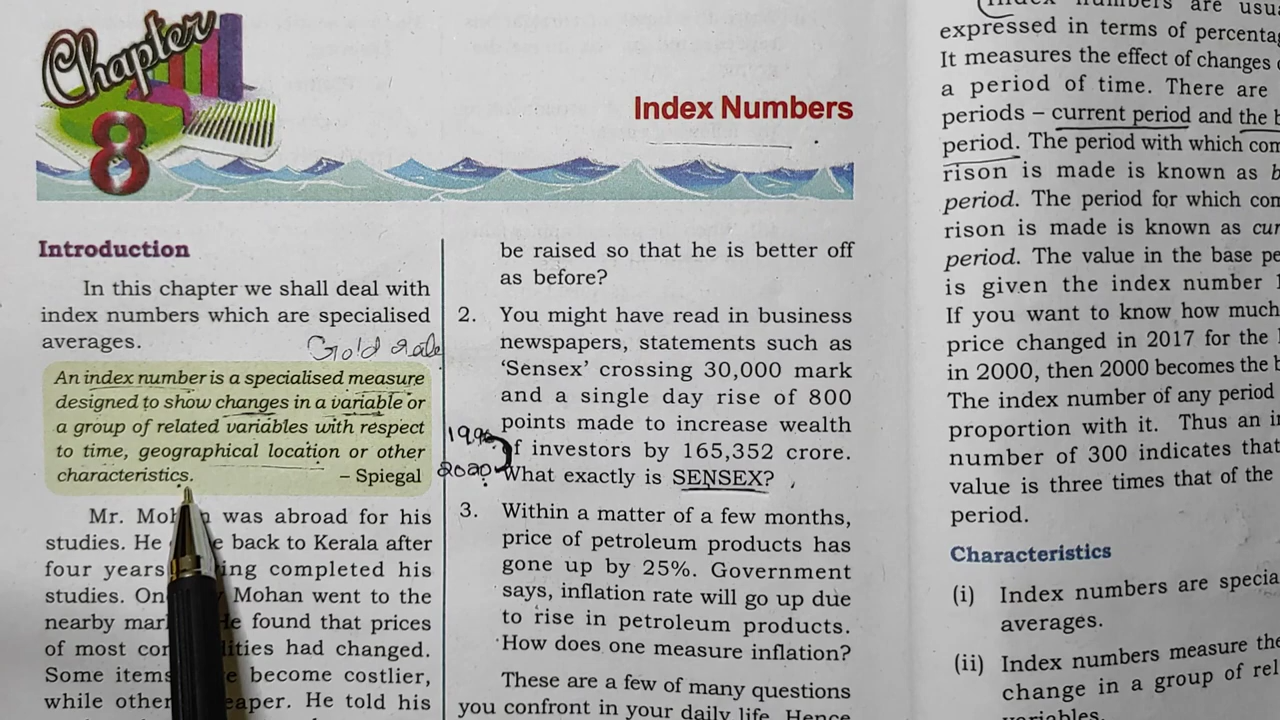 Chapter
8
Index Numbers
Introduction
In this chapter we shall deal with
index numbers which are specialised
averages.
Gold rate
An index number is a specialised measure
designed to show changes in a variable or
a group of related variables with respect
to time, geographical location or other
characteristics. – Spiegal
Mr. was abroad for his
studies. He back to Kerala after
four years completed his
studies. Mohan went to the
nearby He found that prices
of most had changed.
Some items become costlier,
while He told his
be raised so that he is better off
as before?
2. You might have read in business
newspapers, statements such as
‘Sensex’ crossing 30,000 mark
and a single day rise of 800
points made to increase wealth
of investors by 165,352 crore.
What exactly is SENSEX?
2020
3. Within a matter of a few months,
price of petroleum products has
gone up by 25%. Government
says, inflation rate will go up due
to rise in petroleum products.
How does one measure inflation?
These are a few of many questions
you confront in your daily life. Hence
numbers are
expressed in terms of
It measures the effect of changes
a period of time. There are
periods – current period and the
period. The period with which
rison is made is known as
period. The period for which
rison is made is known as
period. The value in the base
is given the index number
If you want to know how much
price changed in 2017 for the
in 2000, then 2000 becomes the
The index number of any period
proportion with it. Thus an
number of 300 indicates that
value is three times that of the
period.
Characteristics
(i) Index numbers are
averages.
(ii) Index numbers measure the
change in a group of
variables.